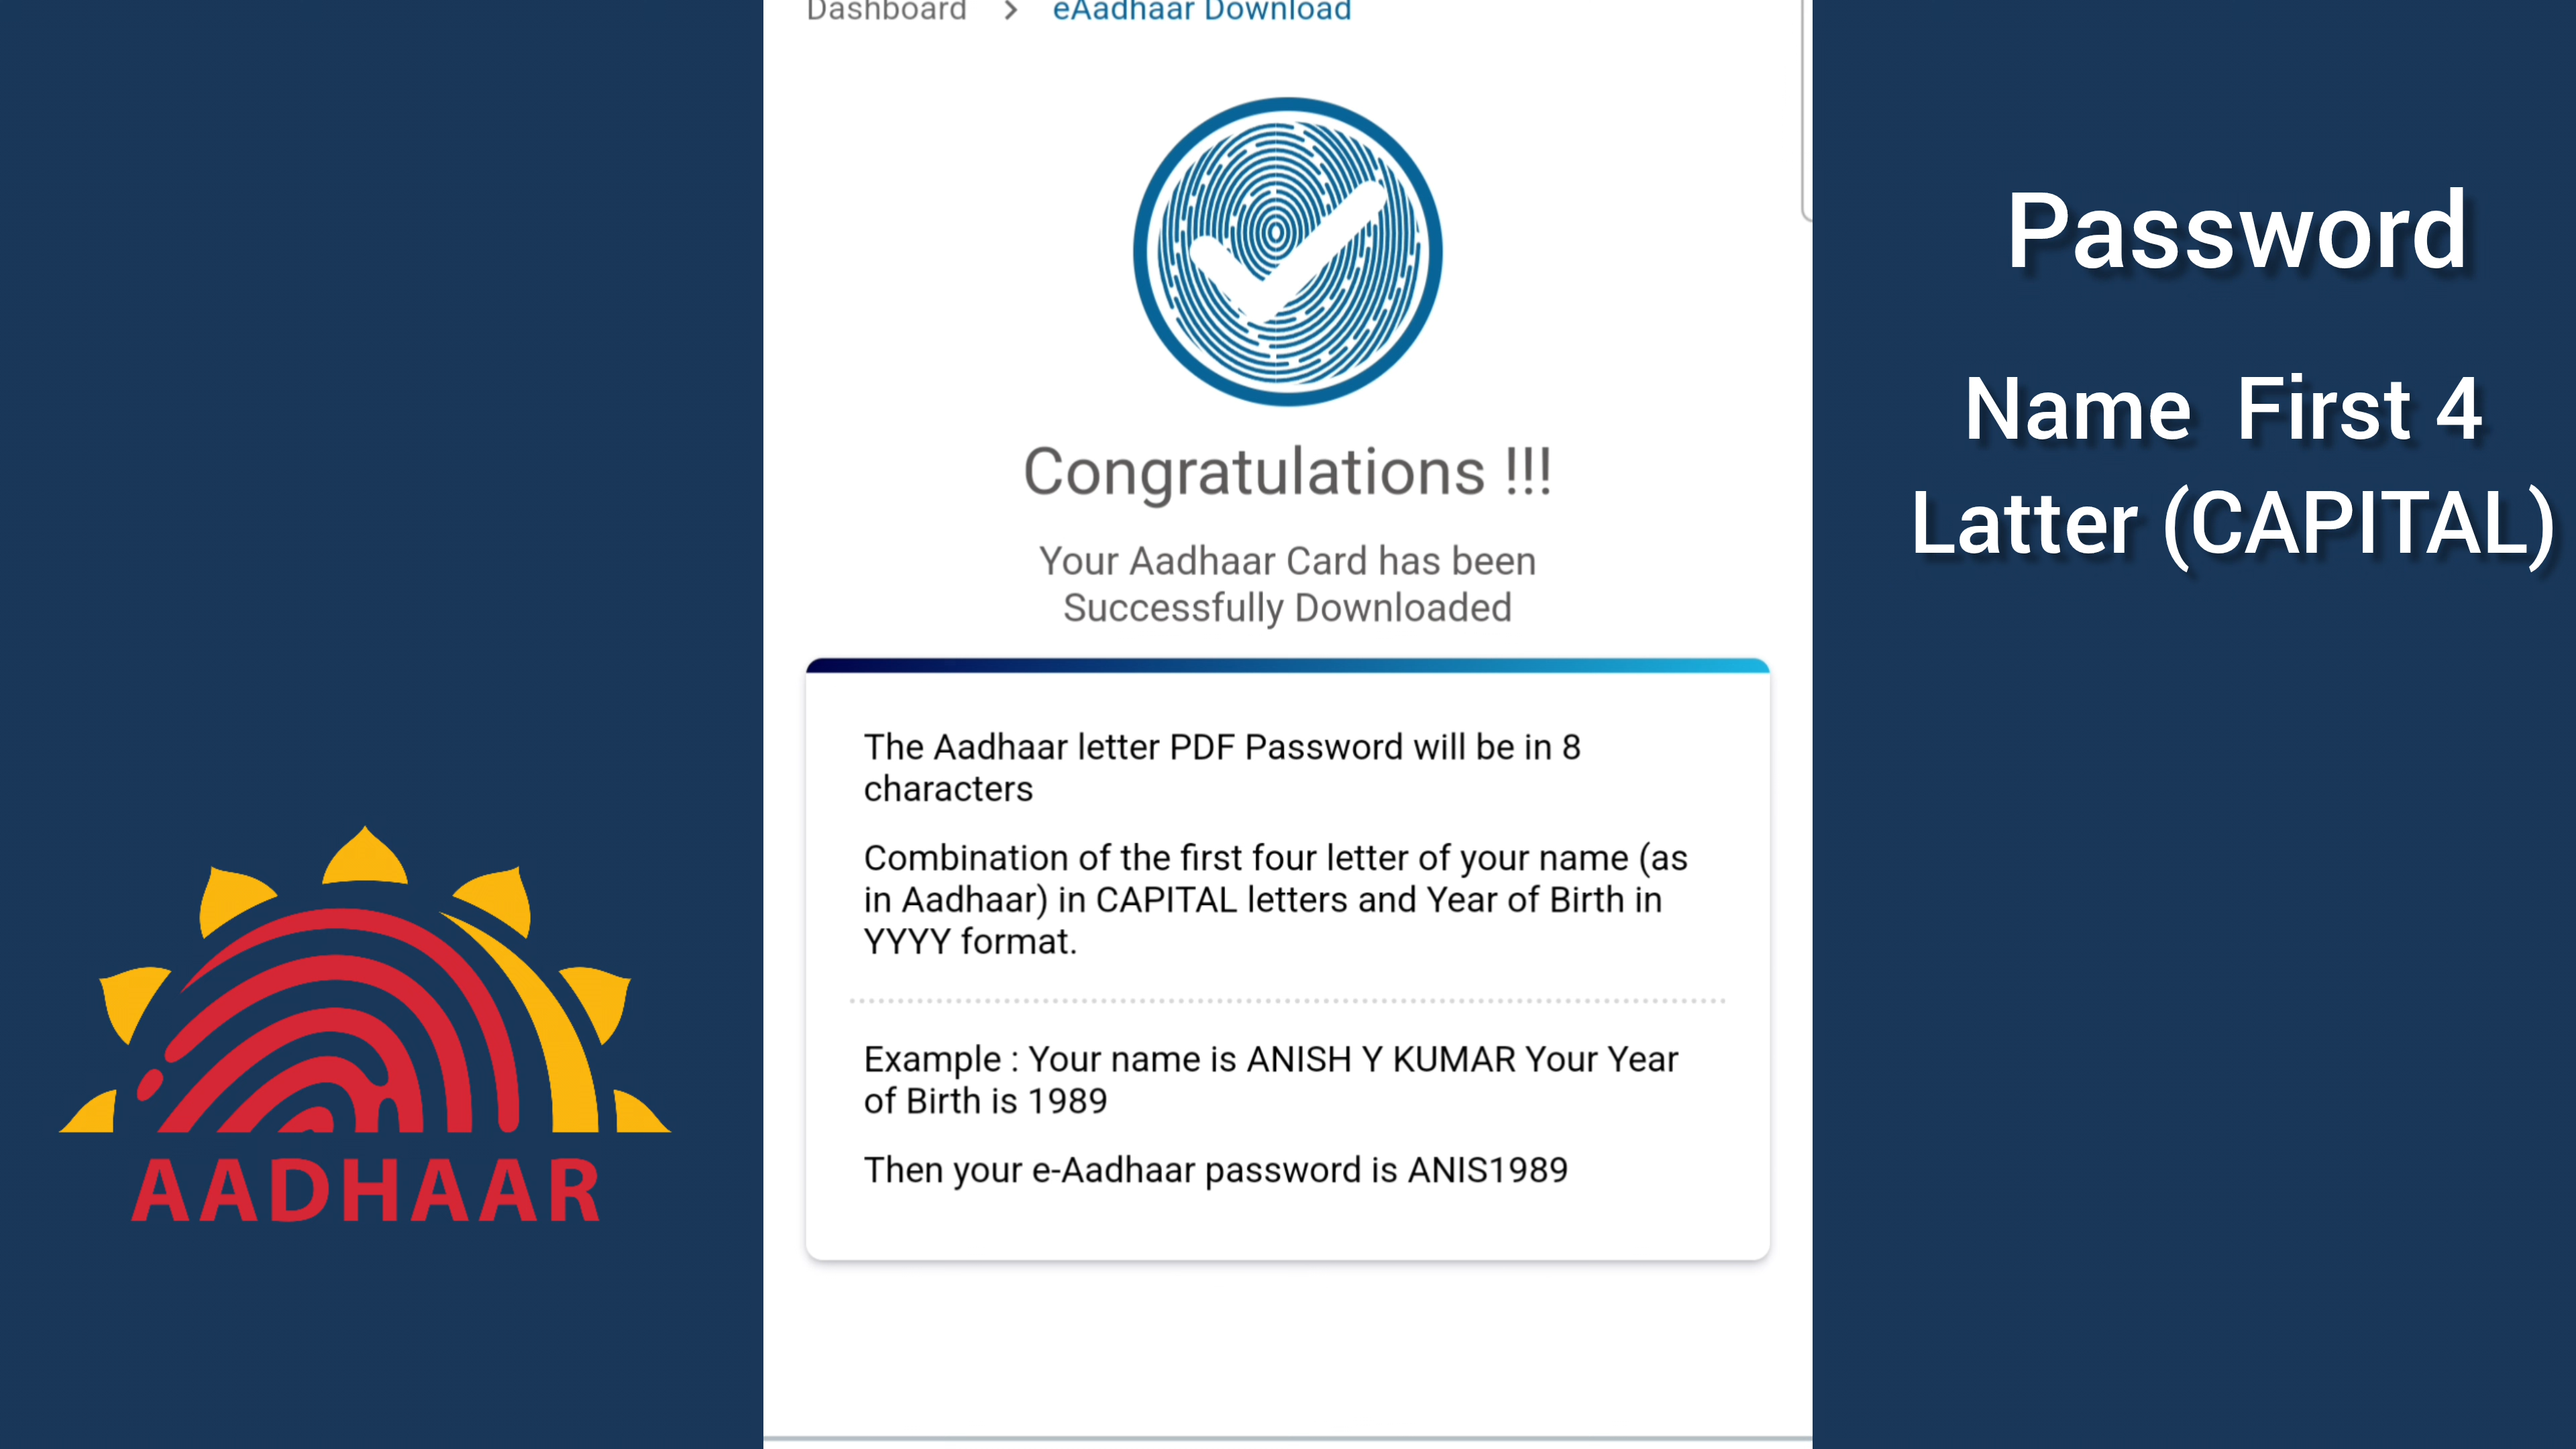 Dashboard > eAadhaar Download
Congratulations !!!
Your Aadhaar Card has been
Successfully Downloaded
The Aadhaar letter PDF Password will be in 8
characters
Combination of the first four letter of your name (as
in Aadhaar) in CAPITAL letters and Year of Birth in
YYYY format.
Example : Your name is ANISH Y KUMAR Your Year
of Birth is 1989
Then your e-Aadhaar password is ANIS1989
AADHAAR
Password
Name First 4
Latter (CAPITAL)